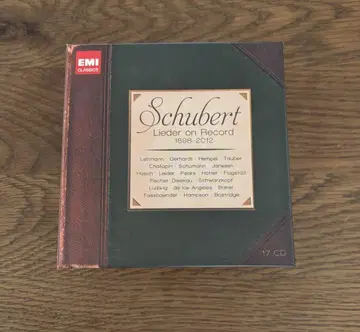 EMI
CLASSICS
Schubert
Lieder on Record
1898-2012
Lehmann Gerhardt Hempel Tauber
Chaliapin Schumann Janssen
Hüsch Lieder Pears Hotter Flagstad
Fischer-Dieskau Schwarzkopf
Ludwig de los Angeles Baker
Fassbaender Hampson Bostridge
17 CD